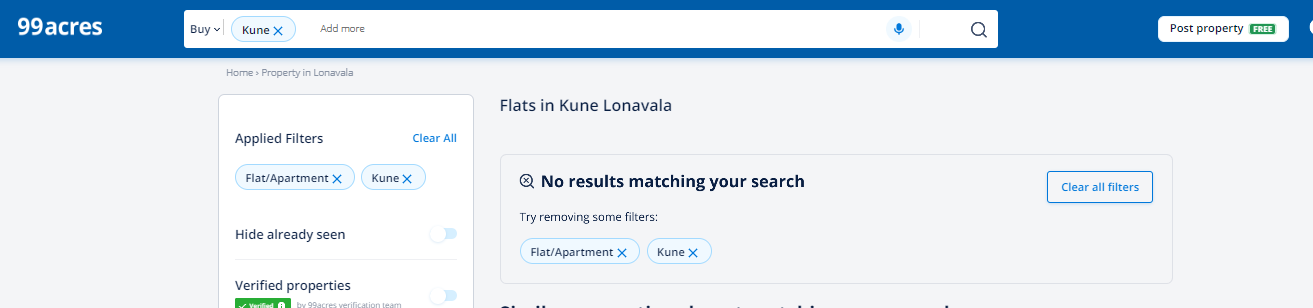 99acres
Buy
Kune
Add more
Post property FREE
Home › Property in Lonavala
Applied Filters
Clear All
Flat/Apartment
Kune
Hide already seen
Verified properties
Verified
by 99acres verification team
Flats in Kune Lonavala
No results matching your search
Clear all filters
Try removing some filters:
Flat/Apartment
Kune